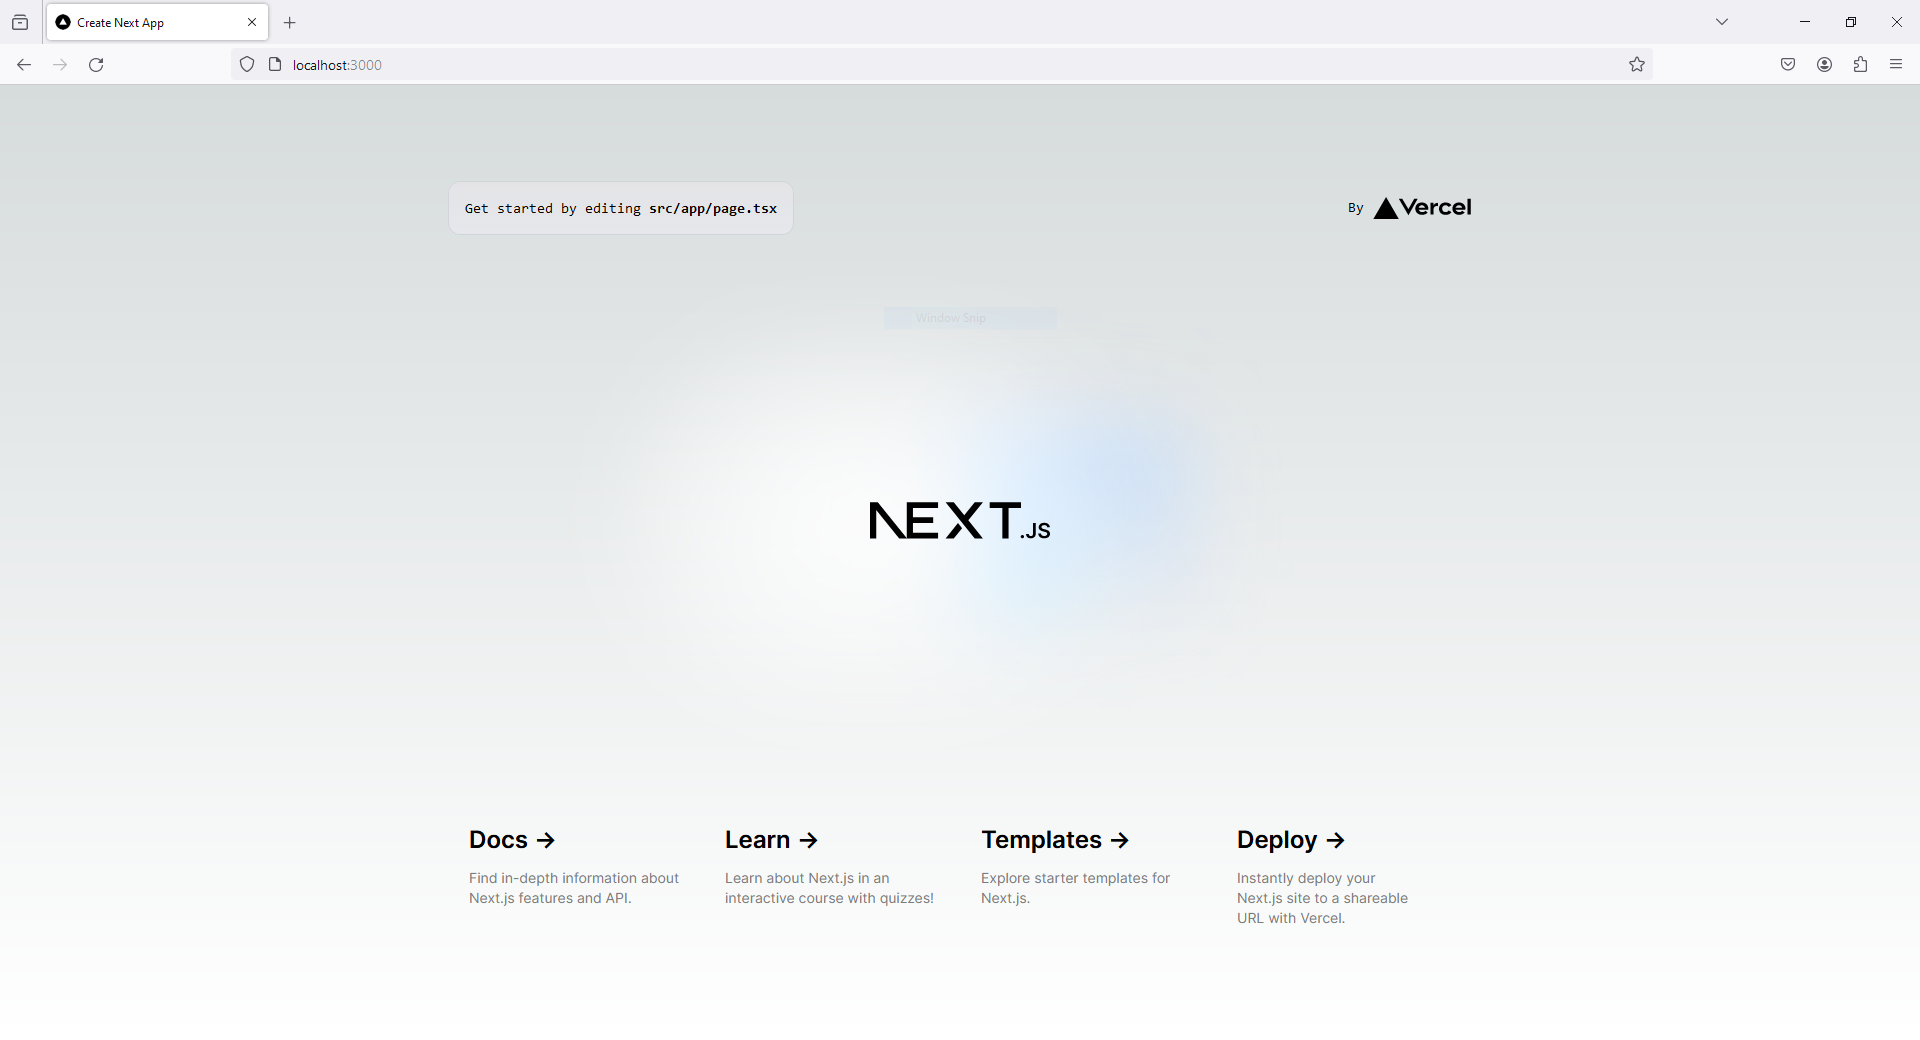 Create Next App
localhost:3000
Get started by editing src/app/page.tsx
By Vercel
Window Snip
NEXT.JS
Docs ->
Learn ->
Templates ->
Deploy ->
Find in-depth information about
Next.js features and API.
Learn about Next.js in an
interactive course with quizzes!
Explore starter templates for
Next.js.
Instantly deploy your
Next.js site to a shareable
URL with Vercel.